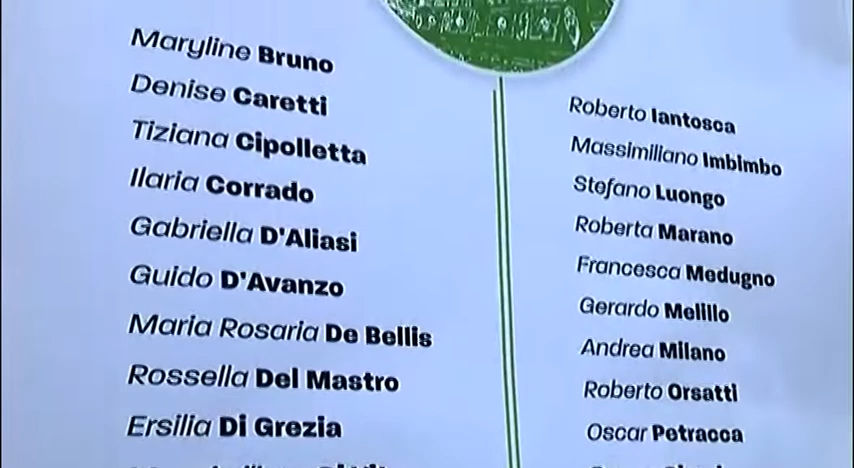 Maryline Bruno
Denise Caretti
Tiziana Cipolletta
Ilaria Corrado
Gabriella D'Aliasi
Guido D'Avanzo
Maria Rosaria De Bellis
Rossella Del Mastro
Ersilia Di Grezia
Roberto Iantosca
Massimiliano Imbimbo
Stefano Luongo
Roberta Marano
Francesca Medugno
Gerardo Melillo
Andrea Milano
Roberto Orsatti
Oscar Petracca